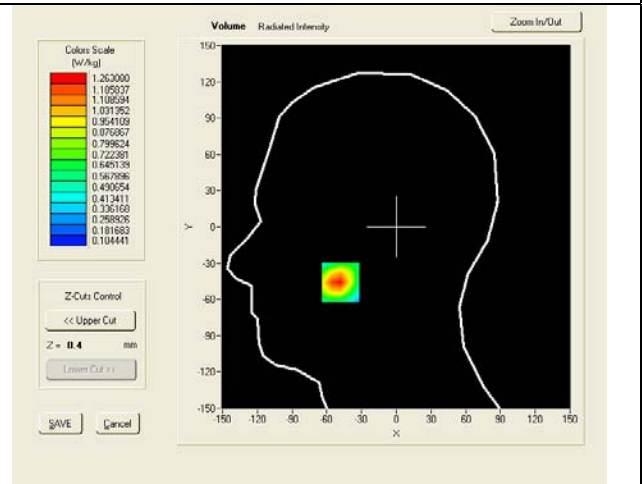 Volume Radiated Intensity
Zoom In/Out
Colors Scale
(W/kg)
1.263080
1.185837
1.108594
1.031352
0.954109
0.876867
0.799624
0.722381
0.645139
0.567896
0.490654
0.413411
0.336168
0.258926
0.181683
0.104441
Z-Cuts Control
<< Upper Cut
Z = 0.4 mm
Lower Cut >>
SAVE Cancel
150
120
90
60
30
Y 0
-30
-60
-90
-120
-150
-150 -120 -90 -60 -30 0 30 60 90 120 150
X